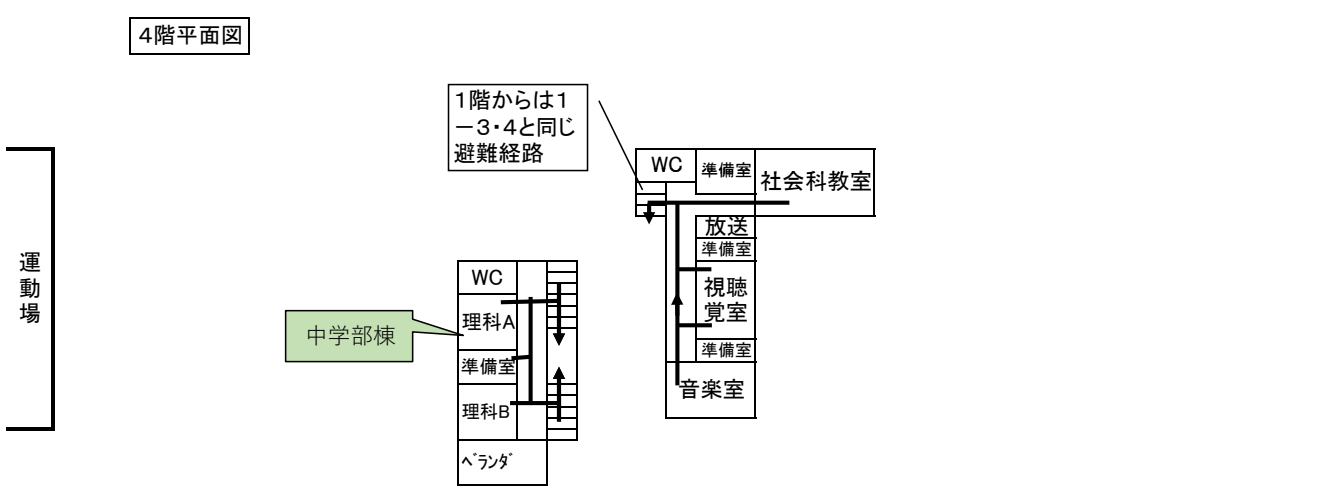 ４階平面図
１階からは１
－３・４と同じ
避難経路
WC
準備室
社会科教室
放送
準備室
視聴
覚室
準備室
音楽室
運
動
場
中学部棟
WC
理科A
準備室
理科B
ﾍﾞﾗﾝﾀﾞ